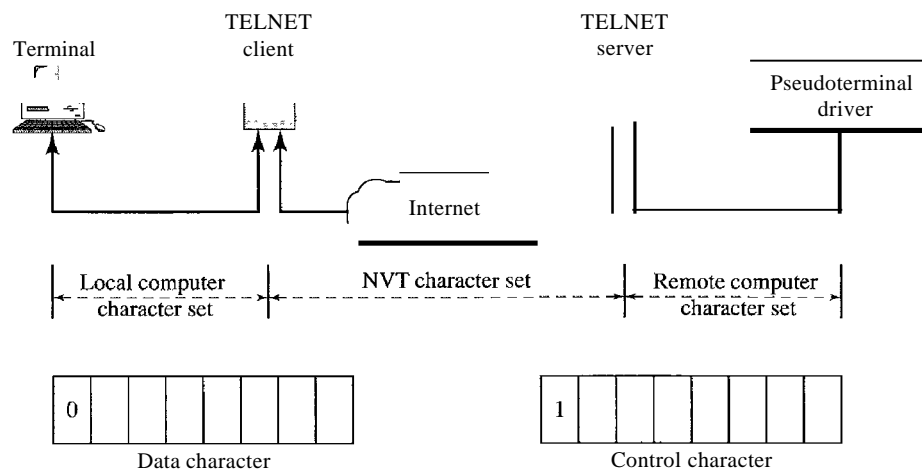 TELNET
client
TELNET
server
Terminal
Pseudoterminal
driver
Internet
Local computer
character set
NVT character set
Remote computer
character set
0
1
Data character
Control character